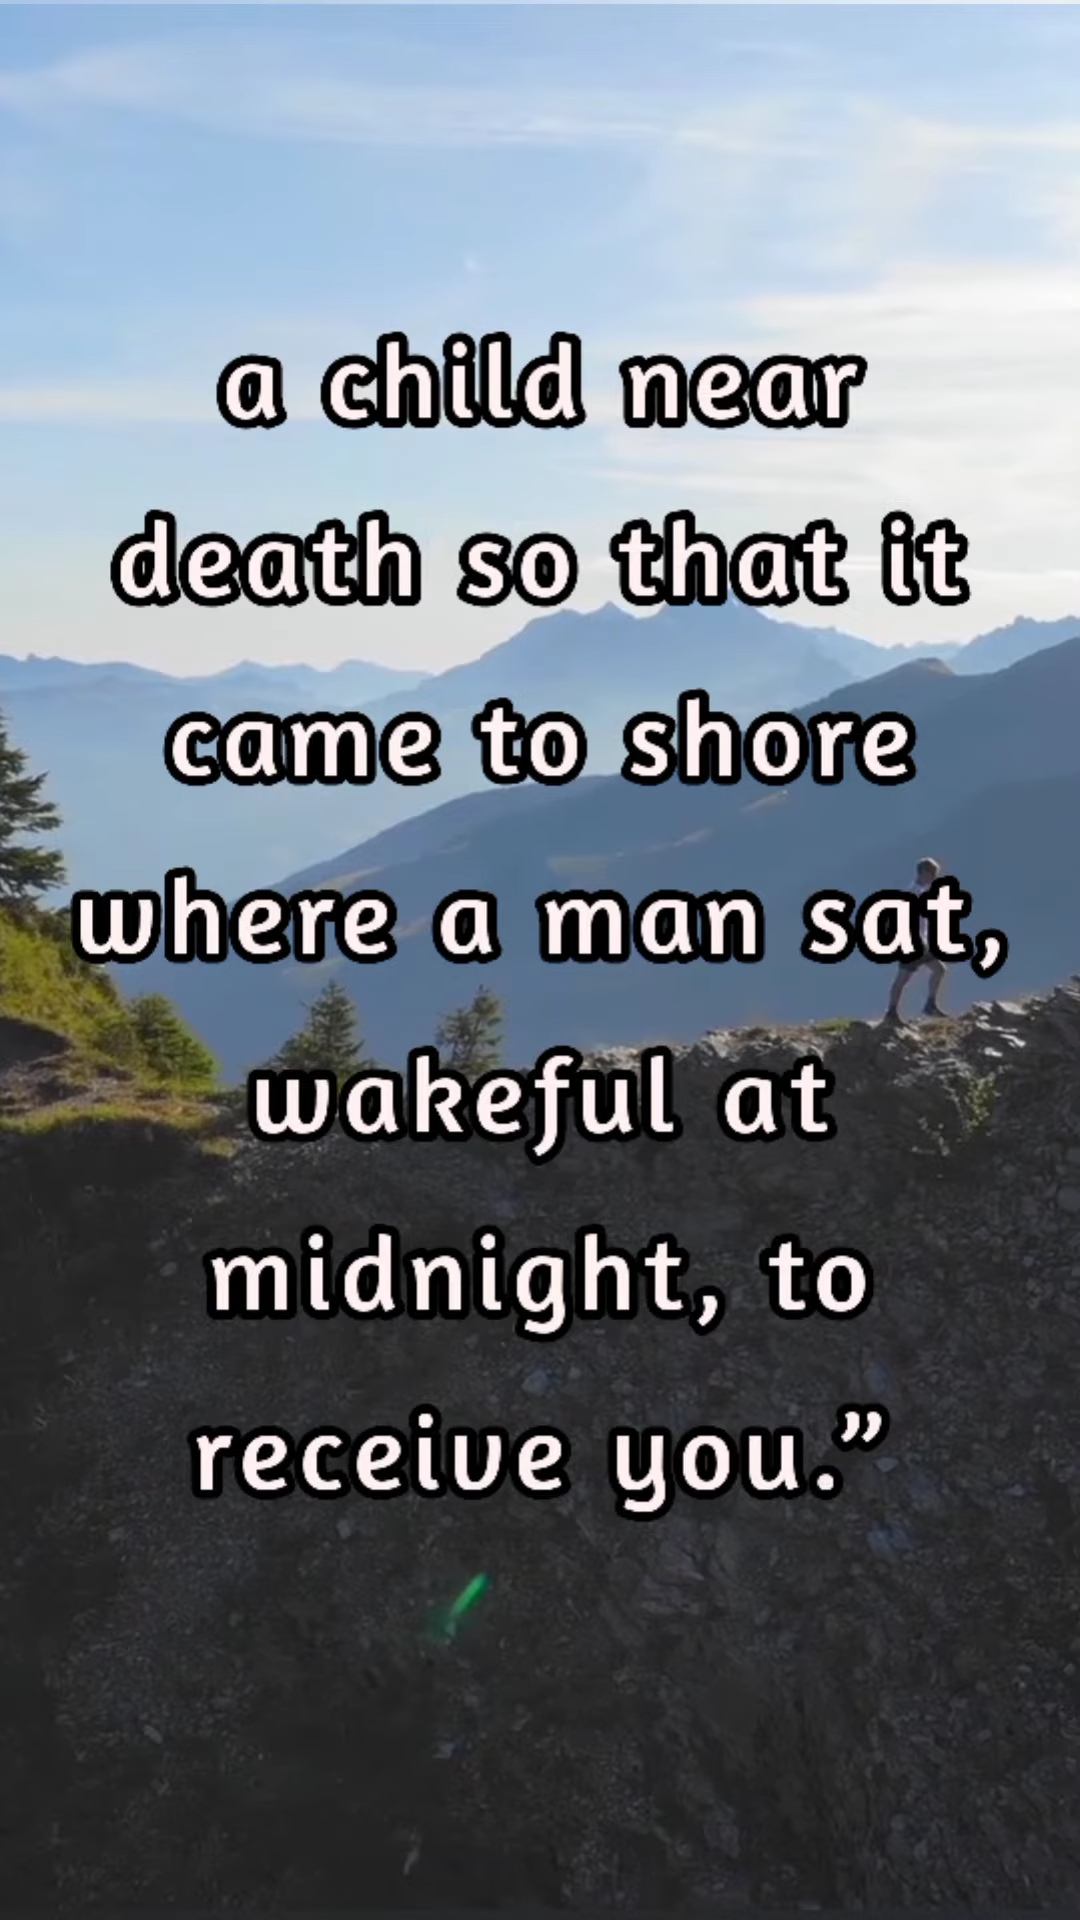 a child near
death so that it
came to shore
where a man sat,
wakeful at
midnight, to
receive you.”